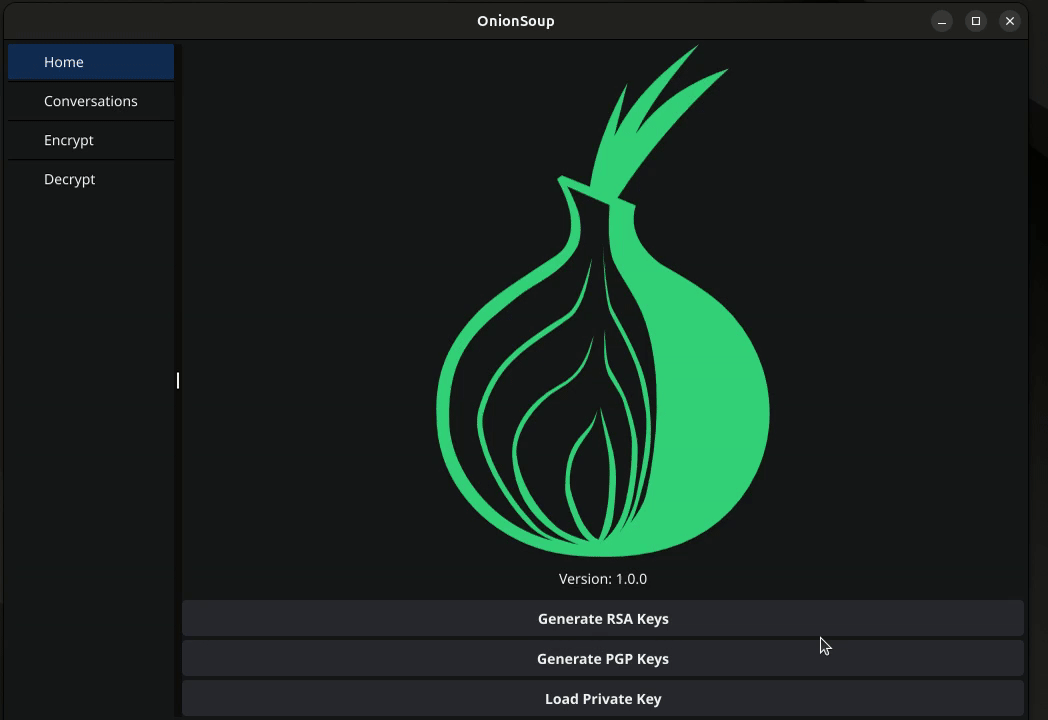 OnionSoup
Home
Conversations
Encrypt
Decrypt
Version: 1.0.0
Generate RSA Keys
Generate PGP Keys
Load Private Key